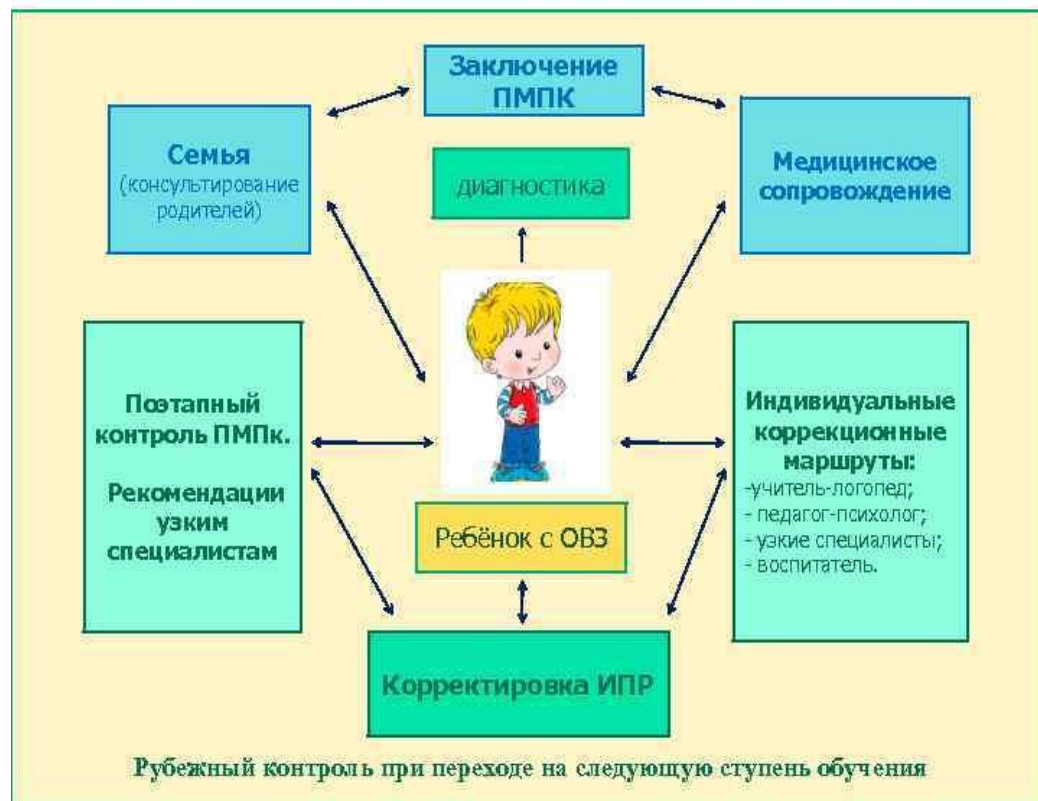 Заключение
ПМПК
Семья
(консультирование
родителей)
диагностика
Медицинское
сопровождение
Поэтапный
контроль ПМПк.
Рекомендации
узким
специалистам
Индивидуальные
коррекционные
маршруты:
-учитель-логопед;
- педагог-психолог;
- узкие специалисты;
- воспитатель.
Ребёнок с ОВЗ
Корректировка ИПР
Рубежный контроль при переходе на следующую ступень обучения